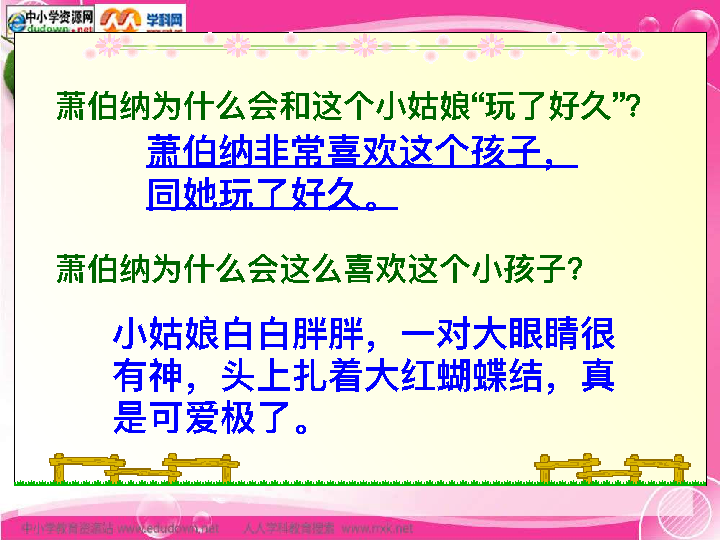 中小学资源网
edudown.net
学科网
萧伯纳为什么会和这个小姑娘“玩了好久”？
萧伯纳非常喜欢这个孩子，
同她玩了好久。
萧伯纳为什么会这么喜欢这个小孩子？
小姑娘白白胖胖，一对大眼睛很
有神，头上扎着大红蝴蝶结，真
是可爱极了。
中小学教育资源站 www.edudown.net 人人学科教育搜索 www.rrxk.net